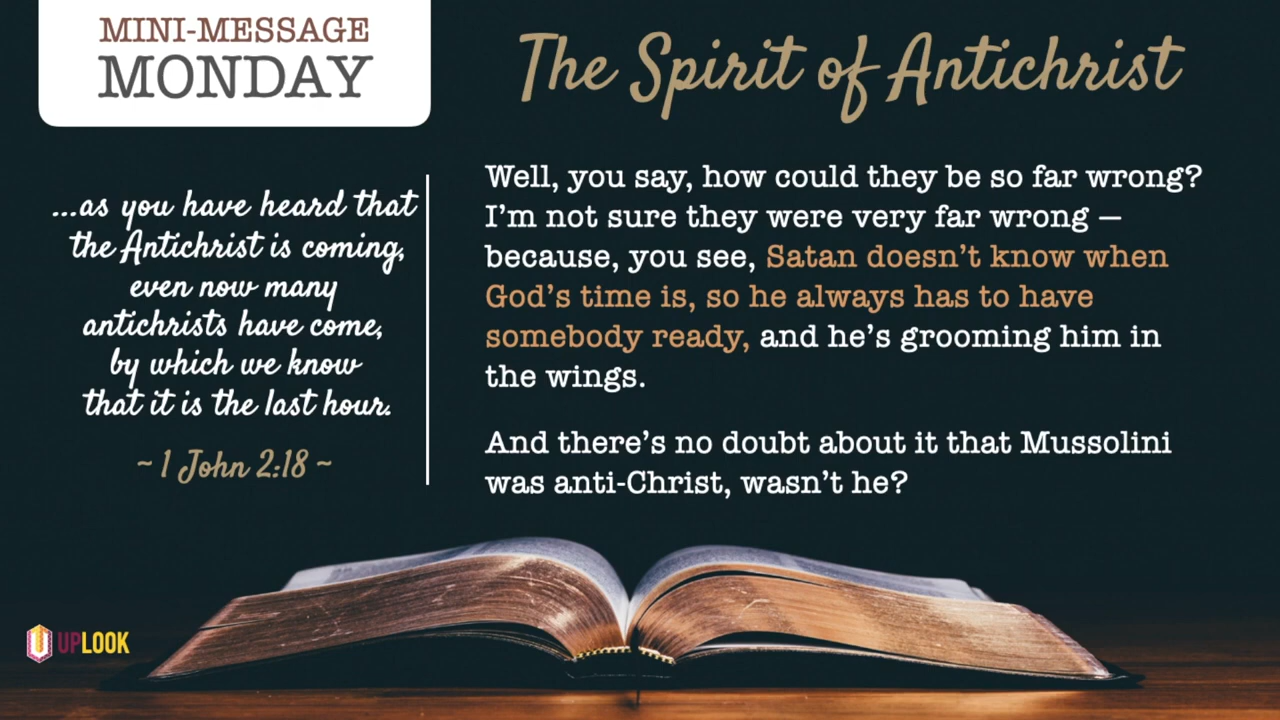 MINI-MESSAGE
MONDAY
The Spirit of Antichrist
...as you have heard that
the Antichrist is coming,
even now many
antichrists have come,
by which we know
that it is the last hour.
~ 1 John 2:18 ~
Well, you say, how could they be so far wrong?
I'm not sure they were very far wrong —
because, you see, Satan doesn't know when
God's time is, so he always has to have
somebody ready, and he's grooming him in
the wings.
And there's no doubt about it that Mussolini
was anti-Christ, wasn't he?
UPLOOK